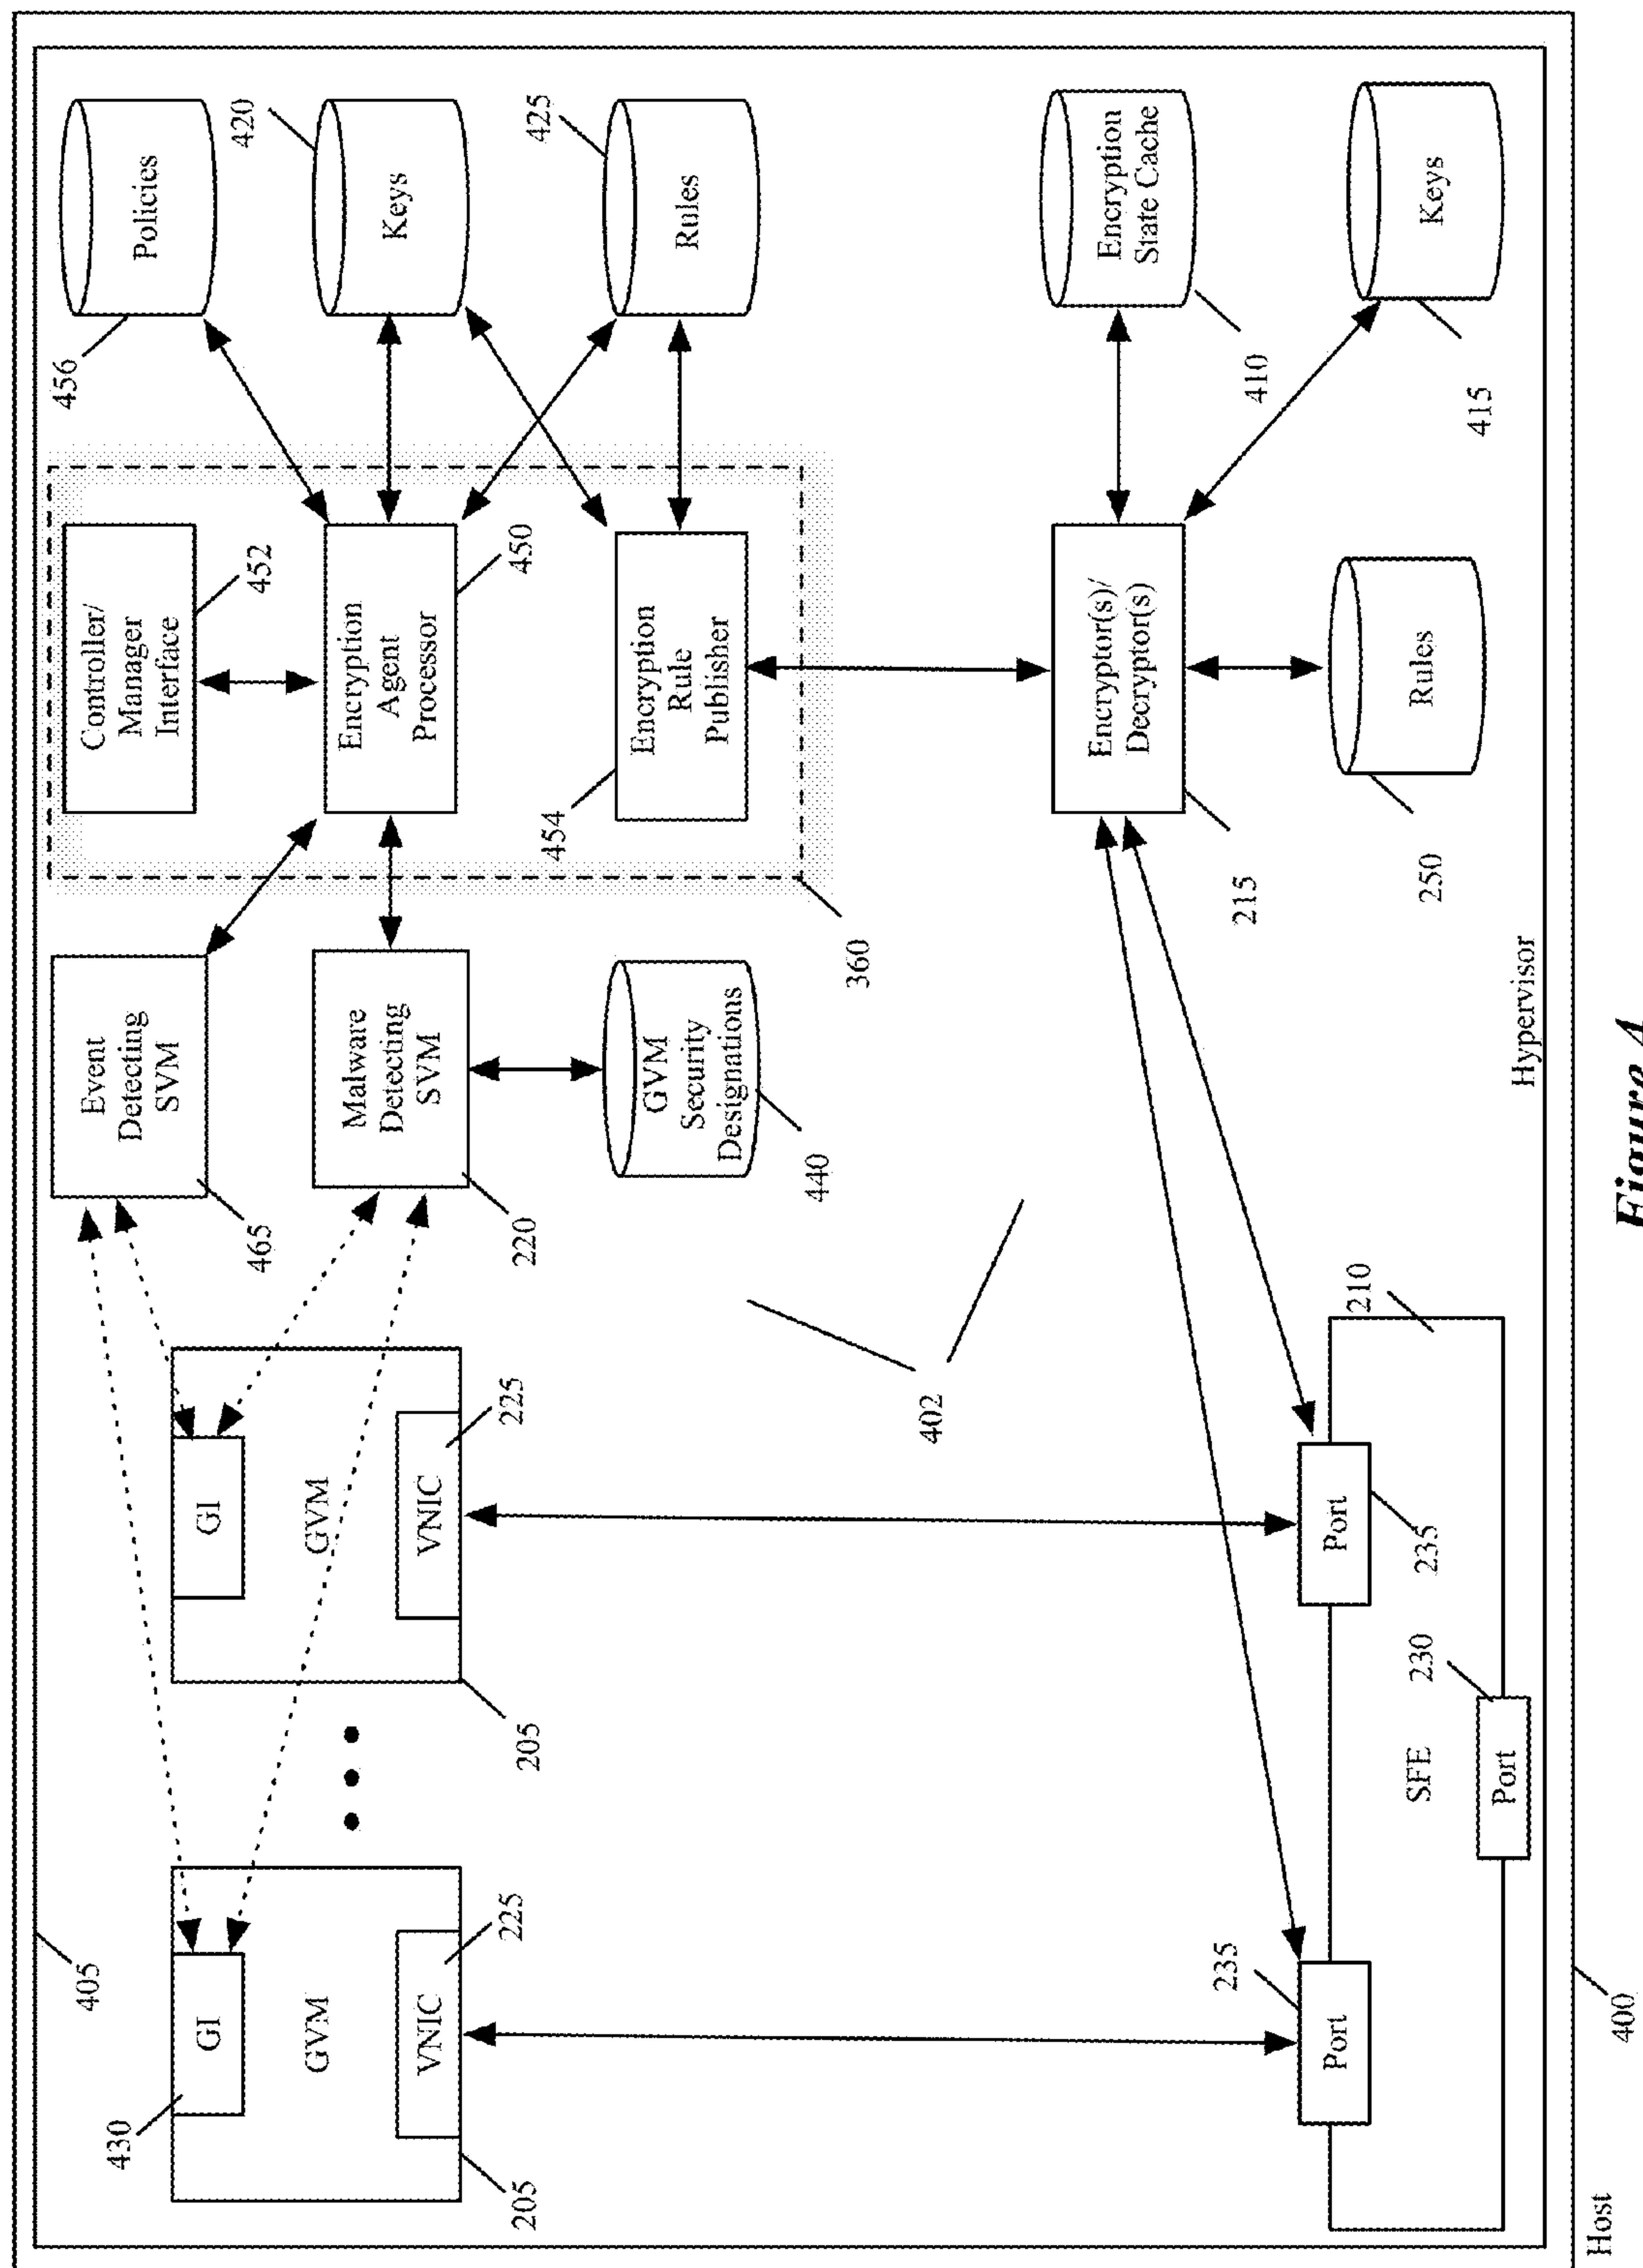 Host
400
405
Hypervisor
402
430
GI
GVM
VNIC
225
205
GI
GVM
VNIC
225
205
Event
Detecting
SVM
465
Malware
Detecting
SVM
220
GVM
Security
Designations
440
360
Controller/
Manager
Interface
452
Encryption
Agent
Processor
450
Encryption
Rule
Publisher
454
456
Policies
420
Keys
425
Rules
Encryptor(s)/
Decryptor(s)
215
Encryption
State Cache
410
Keys
415
Rules
250
235
Port
Port
235
SFE
230
Port
210
Figure 4